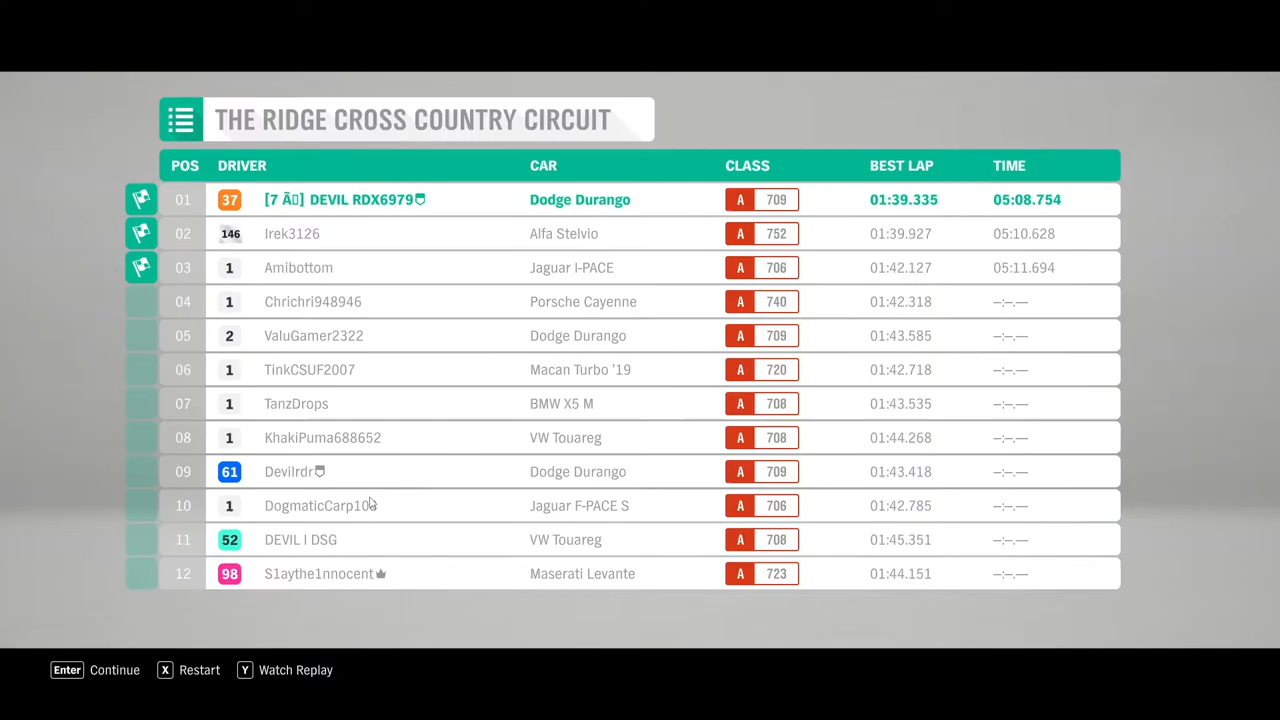 THE RIDGE CROSS COUNTRY CIRCUIT
POS DRIVER CAR CLASS BEST LAP TIME
01 37 [7 Ã▯] DEVIL RDX6979 Dodge Durango A 709 01:39.335 05:08.754
02 146 Irek3126 Alfa Stelvio A 752 01:39.927 05:10.628
03 1 Amibottom Jaguar I-PACE A 706 01:42.127 05:11.694
04 1 Chrichri948946 Porsche Cayenne A 740 01:42.318 --:--.---
05 2 ValuGamer2322 Dodge Durango A 709 01:43.585 --:--.---
06 1 TinkCSUF2007 Macan Turbo '19 A 720 01:42.718 --:--.---
07 1 TanzDrops BMW X5 M A 708 01:43.535 --:--.---
08 1 KhakiPuma688652 VW Touareg A 708 01:44.268 --:--.---
09 61 Devilrdr Dodge Durango A 709 01:43.418 --:--.---
10 1 Jaguar F-PACE S A 706 01:42.785 --:--.---
11 52 DEVIL I DSG VW Touareg A 708 01:45.351 --:--.---
12 98 S1aythe1nnocent Maserati Levante A 723 01:44.151 --:--.---
Enter Continue X Restart Y Watch Replay